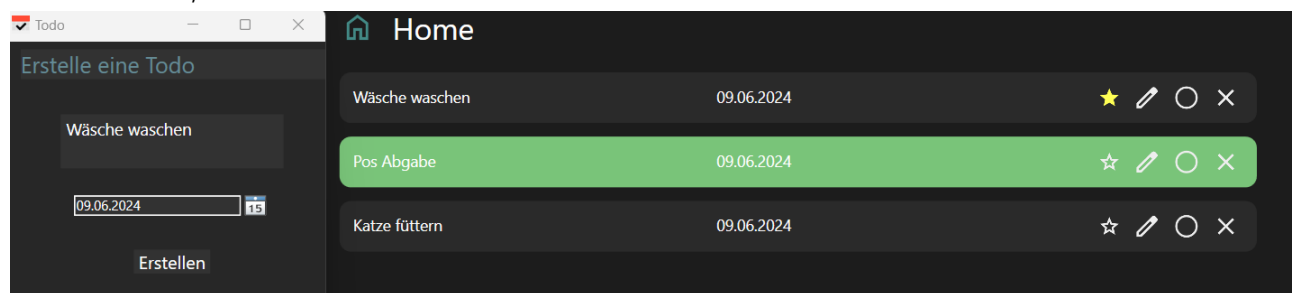 Todo
Erstelle eine Todo
Wäsche waschen
09.06.2024
15
Erstellen
Home
Wäsche waschen 09.06.2024
Pos Abgabe 09.06.2024
Katze füttern 09.06.2024